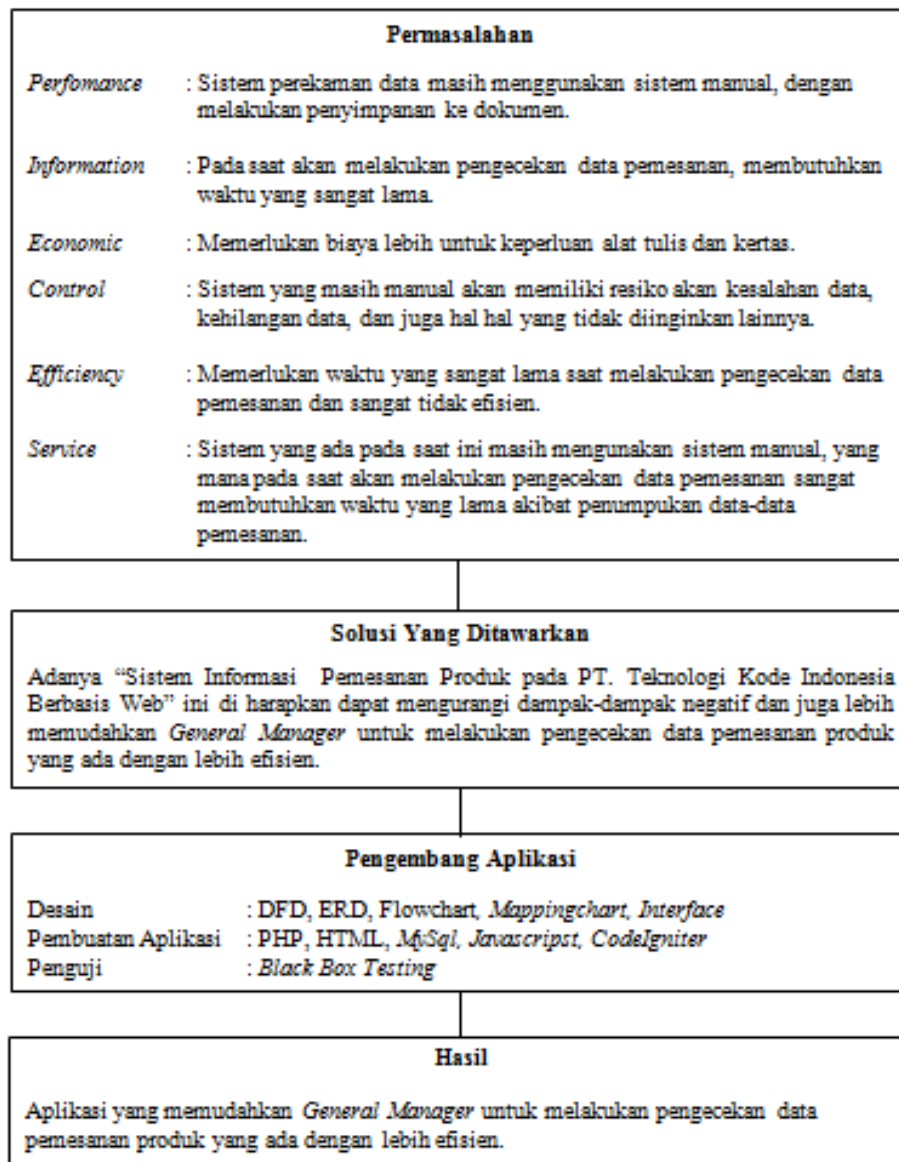 Permasalahan
Perfomance : Sistem perekaman data masih menggunakan sistem manual, dengan
melakukan penyimpanan ke dokumen.
Information : Pada saat akan melakukan pengecekan data pemesanan, membutuhkan
waktu yang sangat lama.
Economic : Memerlukan biaya lebih untuk keperluan alat tulis dan kertas.
Control : Sistem yang masih manual akan memiliki resiko akan kesalahan data,
kehilangan data, dan juga hal hal yang tidak diinginkan lainnya.
Efficiency : Memerlukan waktu yang sangat lama saat melakukan pengecekan data
pemesanan dan sangat tidak efisien.
Service : Sistem yang ada pada saat ini masih mengunakan sistem manual, yang
mana pada saat akan melakukan pengecekan data pemesanan sangat
membutuhkan waktu yang lama akibat penumpukan data-data
pemesanan.
Solusi Yang Ditawarkan
Adanya “Sistem Informasi Pemesanan Produk pada PT. Teknologi Kode Indonesia
Berbasis Web” ini di harapkan dapat mengurangi dampak-dampak negatif dan juga lebih
memudahkan General Manager untuk melakukan pengecekan data pemesanan produk
yang ada dengan lebih efisien.
Pengembang Aplikasi
Desain : DFD, ERD, Flowchart, Mappingchart, Interface
Pembuatan Aplikasi : PHP, HTML, MySql, Javascripst, CodeIgniter
Penguji : Black Box Testing
Hasil
Aplikasi yang memudahkan General Manager untuk melakukan pengecekan data
pemesanan produk yang ada dengan lebih efisien.